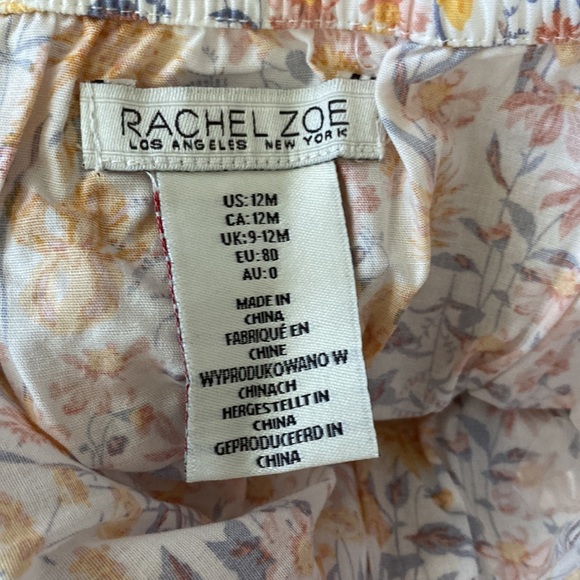 RACHEL ZOE
LOS ANGELES NEW YORK
US: 12M
CA: 12M
UK: 9-12M
EU: 80
AU: 0
MADE IN
CHINA
FABRIQUÉ EN
CHINE
WYPRODUKOWANO W
CHINACH
HERGESTELLT IN
CHINA
GEPRODUCEERD IN
CHINA